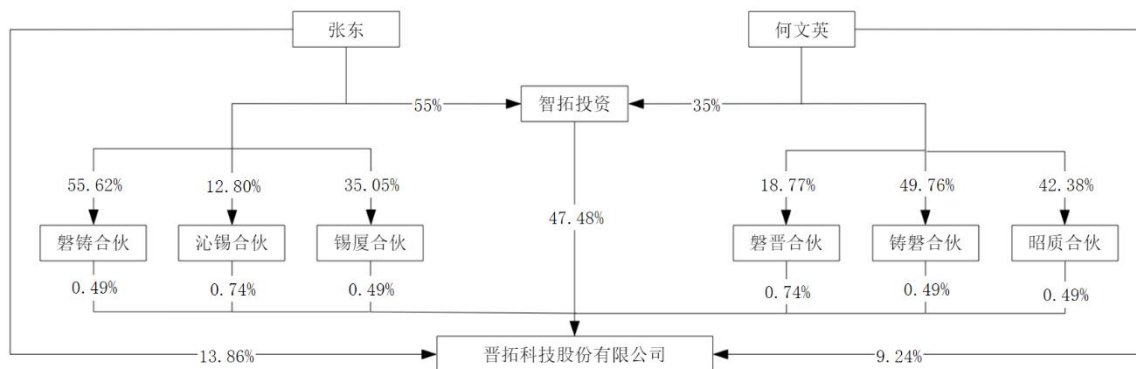 张东
何文英
55%
智拓投资
35%
55.62%
12.80%
35.05%
18.77%
49.76%
42.38%
47.48%
磐铸合伙
沁锡合伙
锡厦合伙
磐晋合伙
铸磐合伙
昭质合伙
0.49%
0.74%
0.49%
0.74%
0.49%
0.49%
13.86%
晋拓科技股份有限公司
9.24%